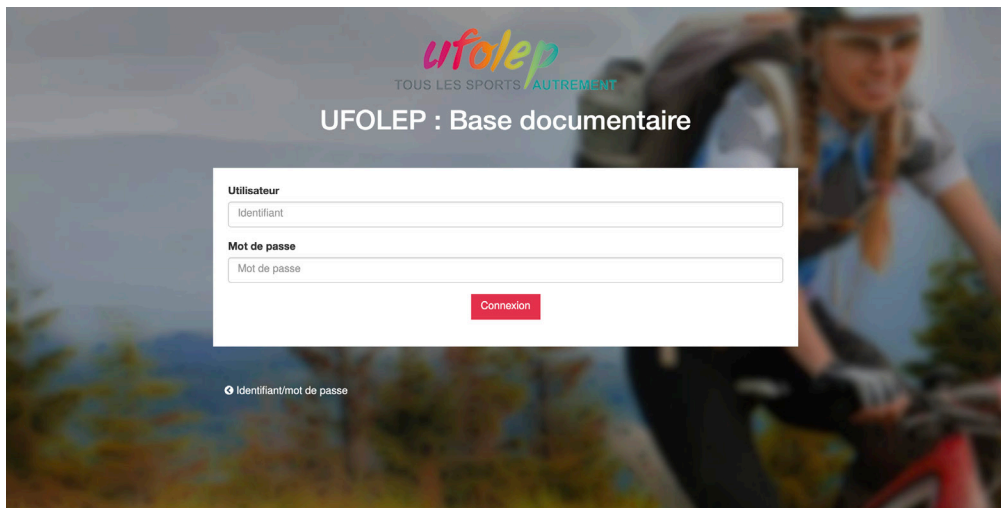 ufolep
TOUS LES SPORTS AUTREMENT
UFOLEP : Base documentaire
Utilisateur
Identifiant
Mot de passe
Mot de passe
Connexion
Identifiant/mot de passe